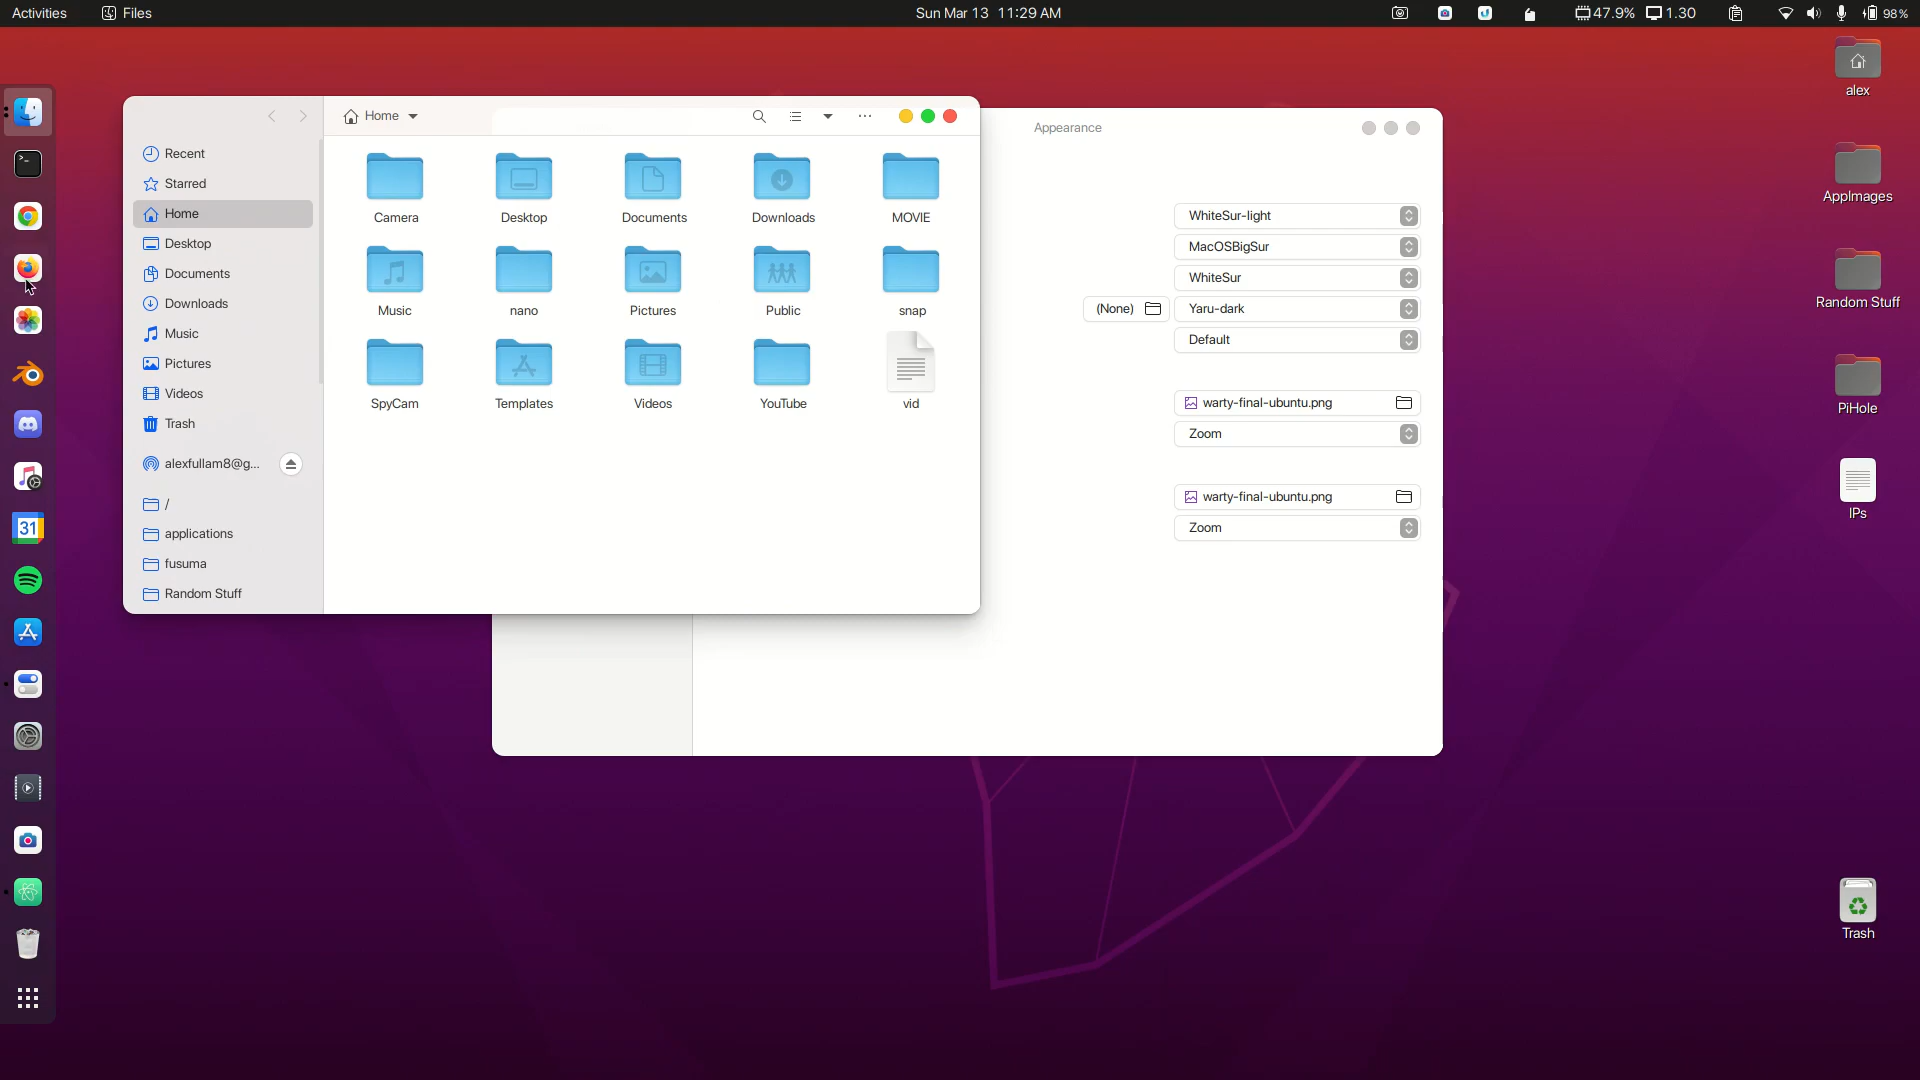 Activities
Files
Sun Mar 13 11:29 AM
47.9%
1.30
98%
Home
Recent
Starred
Home
Desktop
Documents
Downloads
Music
Pictures
Videos
Trash
alexfullam8@g...
/
applications
fusuma
Random Stuff
Camera
Desktop
Documents
Downloads
MOVIE
Music
nano
Pictures
Public
snap
SpyCam
Templates
Videos
YouTube
vid
Appearance
WhiteSur-light
MacOSBigSur
WhiteSur
(None)
Yaru-dark
Default
warty-final-ubuntu.png
Zoom
warty-final-ubuntu.png
Zoom
31
alex
AppImages
Random Stuff
PiHole
IPs
Trash